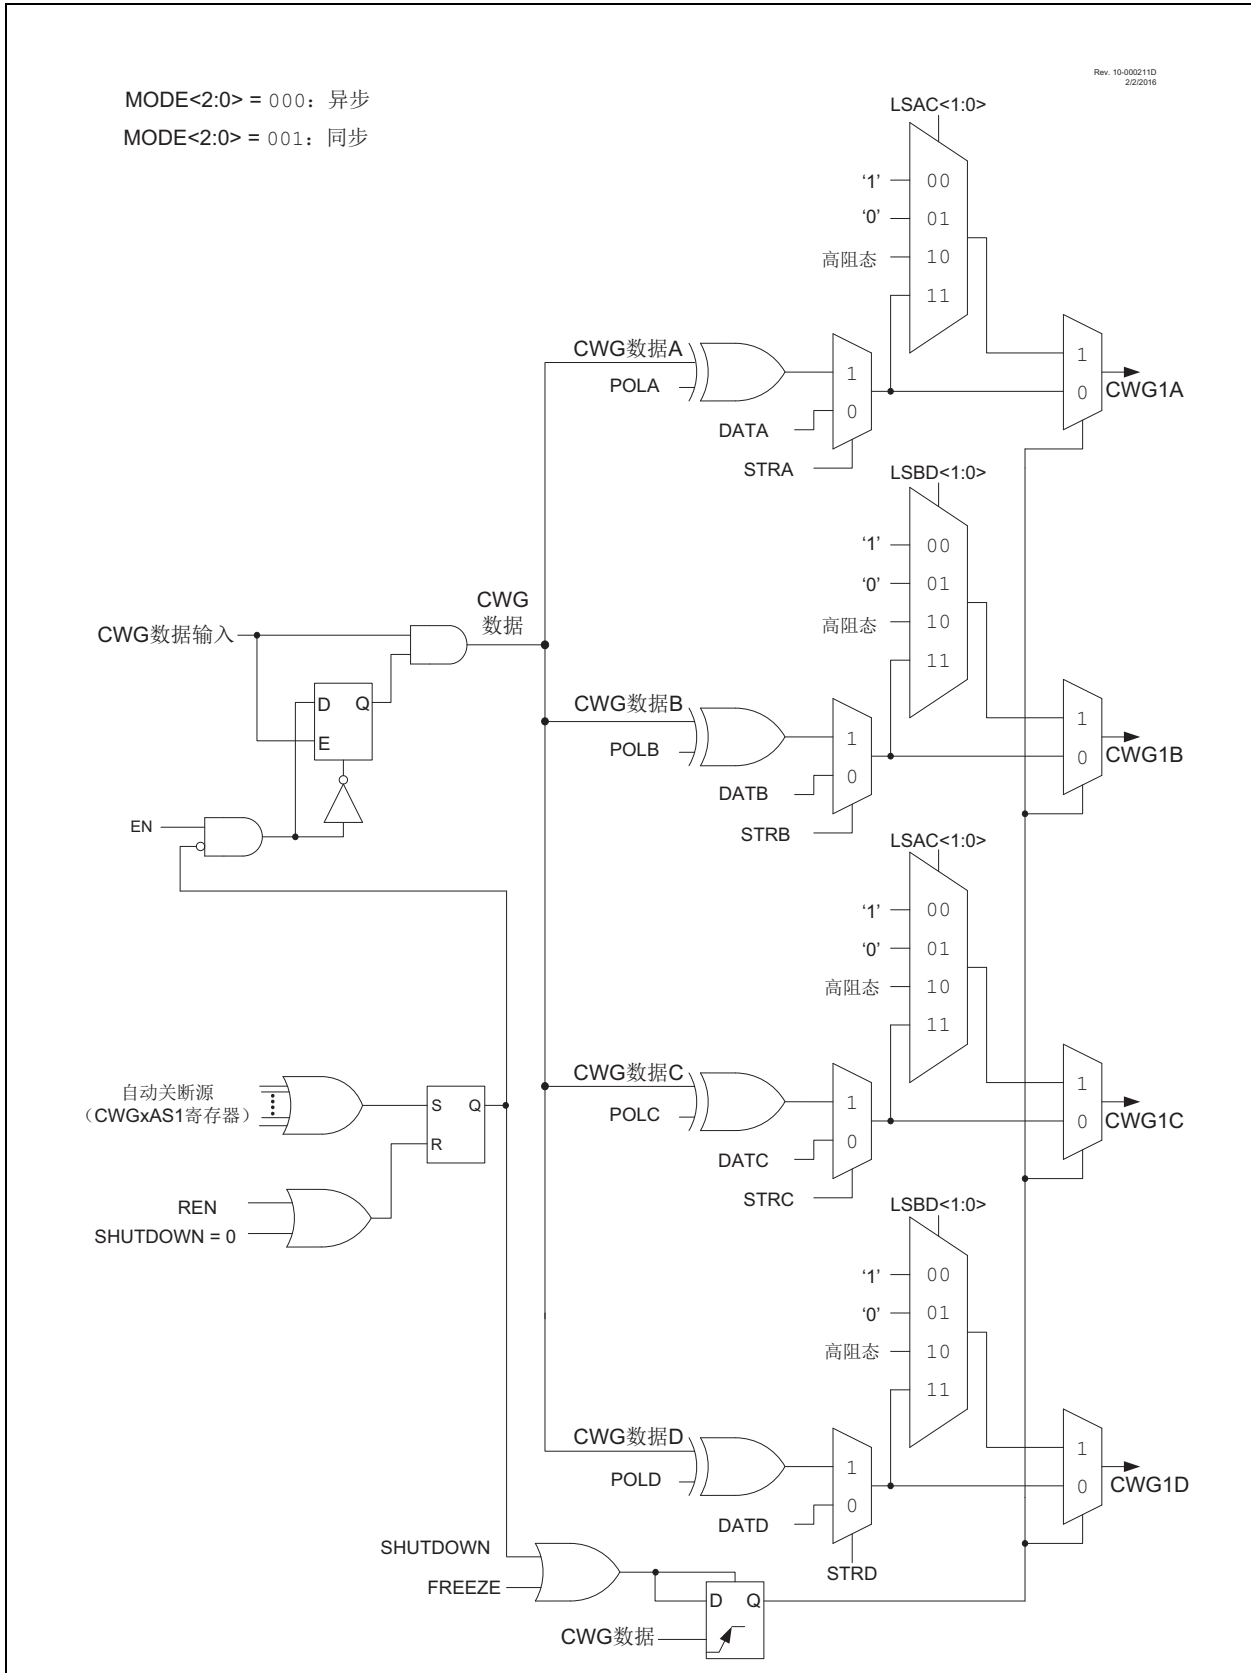 Rev. 10-000211D
2/2/2016
MODE<2:0> = 000：异步
MODE<2:0> = 001：同步
LSAC<1:0>
‘1’
00
‘0’
01
高阻态
10
11
CWG数据A
POLA
1
0
DATA
STRA
1
0
CWG1A
LSBD<1:0>
‘1’
00
‘0’
01
高阻态
10
11
CWG
数据
CWG数据输入
D
Q
E
EN
CWG数据B
POLB
1
0
DATB
STRB
1
0
CWG1B
LSAC<1:0>
‘1’
00
‘0’
01
高阻态
10
11
CWG数据C
POLC
1
0
DATC
STRC
1
0
CWG1C
自动关断源
（CWGxAS1寄存器）
S
Q
R
REN
SHUTDOWN = 0
LSBD<1:0>
‘1’
00
‘0’
01
高阻态
10
11
CWG数据D
POLD
1
0
DATD
STRD
1
0
CWG1D
SHUTDOWN
FREEZE
D
Q
CWG数据